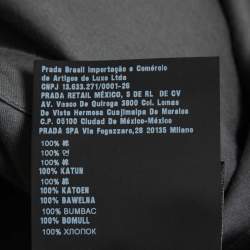 Prada Brasil Importação e Comércio
de Artigos de Luxo Ltda
CNPJ 13.633.271/0001-26
PRADA RETAIL MÉXICO, S DE RL DE CV
AV. Vasco De Quiroga 3800 Col. Lomas
De Vista Hermosa Cuajimalpa De Morelos
C.P. 05100 Ciudad De México - México
PRADA SPA Via Fogazzaro,28 20135 Milano
100% 棉
100% 면
100% 綿
100% 棉
100% KATUN
100% KATOEN
100% BAWEŁNA
100% BUMBAC
100% BOMULL
100% ХЛОПОК